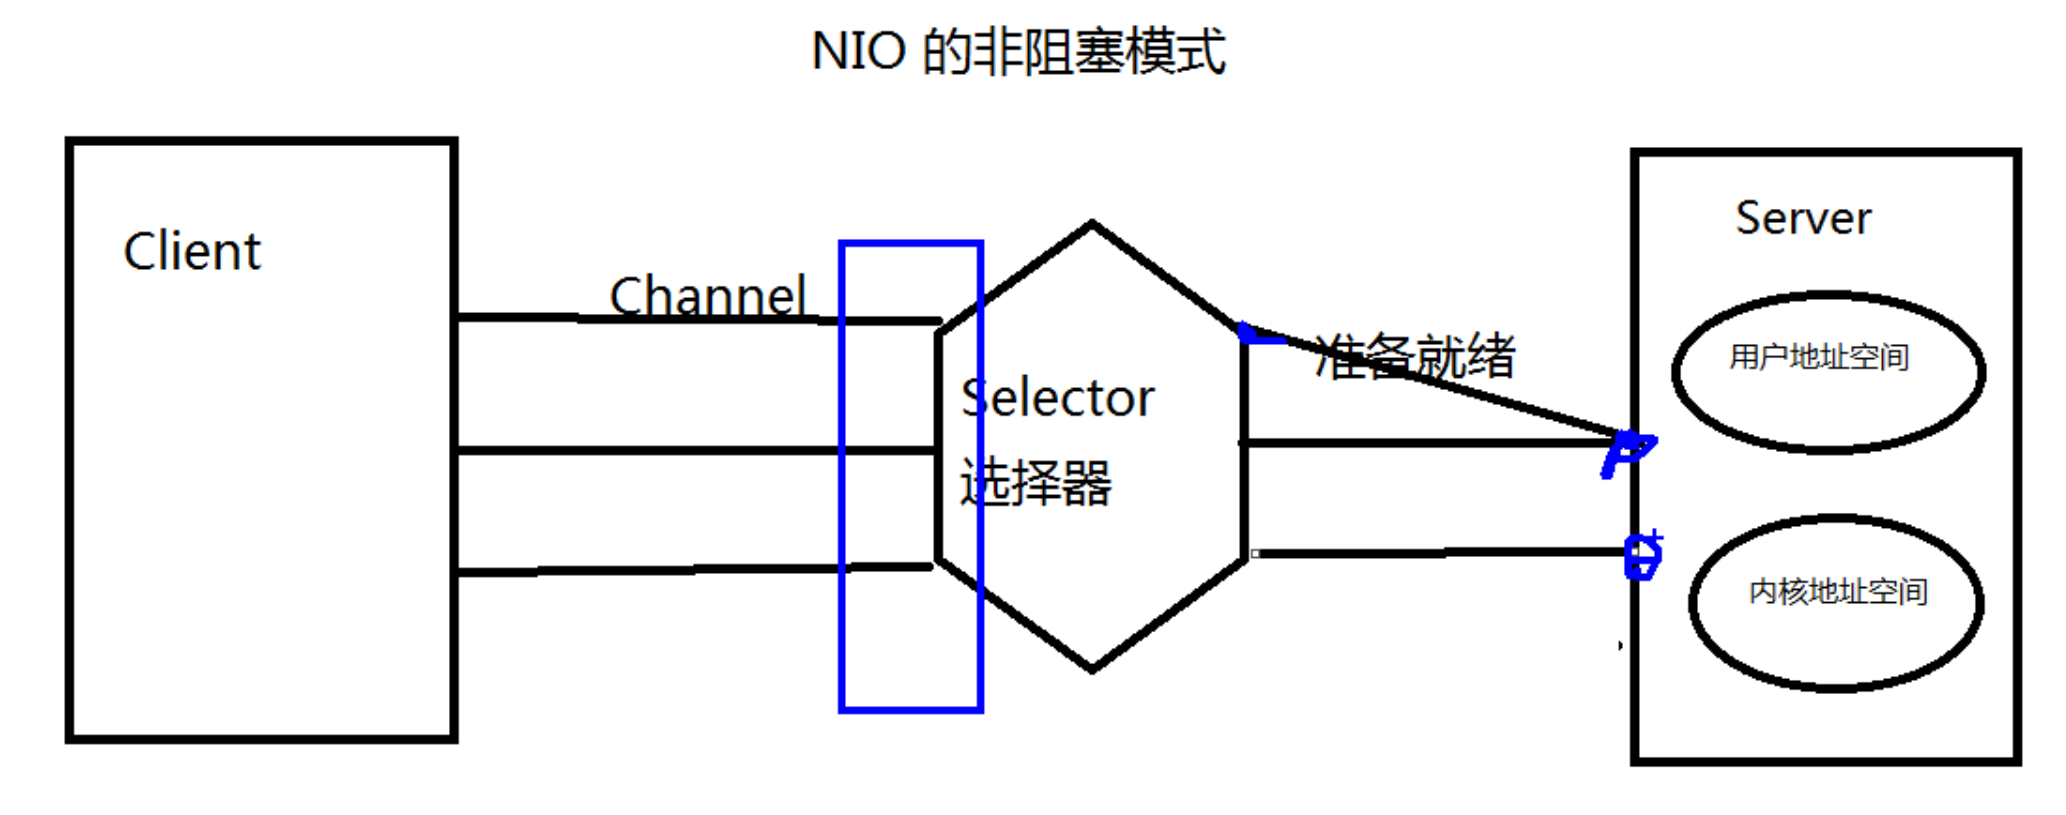 NIO 的非阻塞模式
Client
Channel
Selector
选择器
准备就绪
Server
用户地址空间
内核地址空间